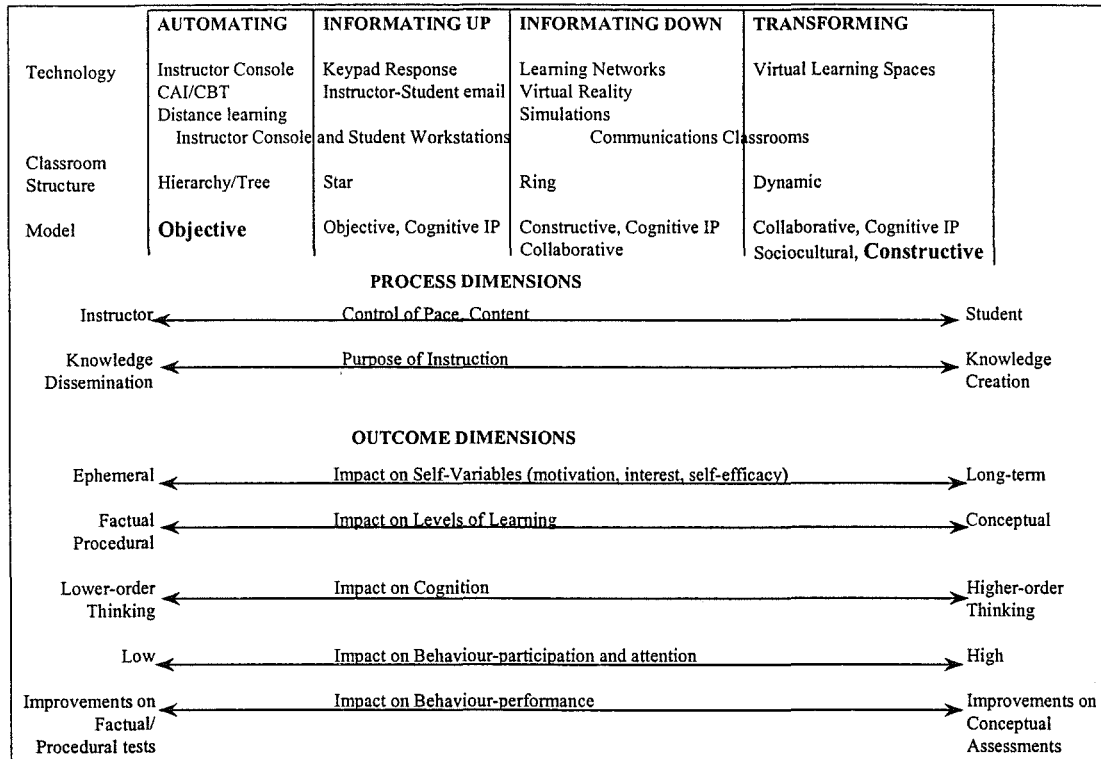 AUTOMATING INFORMATING UP INFORMATING DOWN TRANSFORMING
Technology Instructor Console Keypad Response Learning Networks Virtual Learning Spaces
CAI/CBT Instructor-Student email Virtual Reality
Distance learning Simulations
Instructor Console and Student Workstations Communications Classrooms
Classroom
Structure Hierarchy/Tree Star Ring Dynamic
Model Objective Objective, Cognitive IP Constructive, Cognitive IP Collaborative, Cognitive IP
Collaborative Sociocultural, Constructive
PROCESS DIMENSIONS
Instructor Control of Pace, Content Student
Knowledge Purpose of Instruction Knowledge
Dissemination Creation
OUTCOME DIMENSIONS
Ephemeral Impact on Self-Variables (motivation, interest, self-efficacy) Long-term
Factual Impact on Levels of Learning Conceptual
Procedural
Lower-order Impact on Cognition Higher-order
Thinking Thinking
Low Impact on Behaviour-participation and attention High
Improvements on Impact on Behaviour-performance Improvements on
Factual/ Conceptual
Procedural tests Assessments